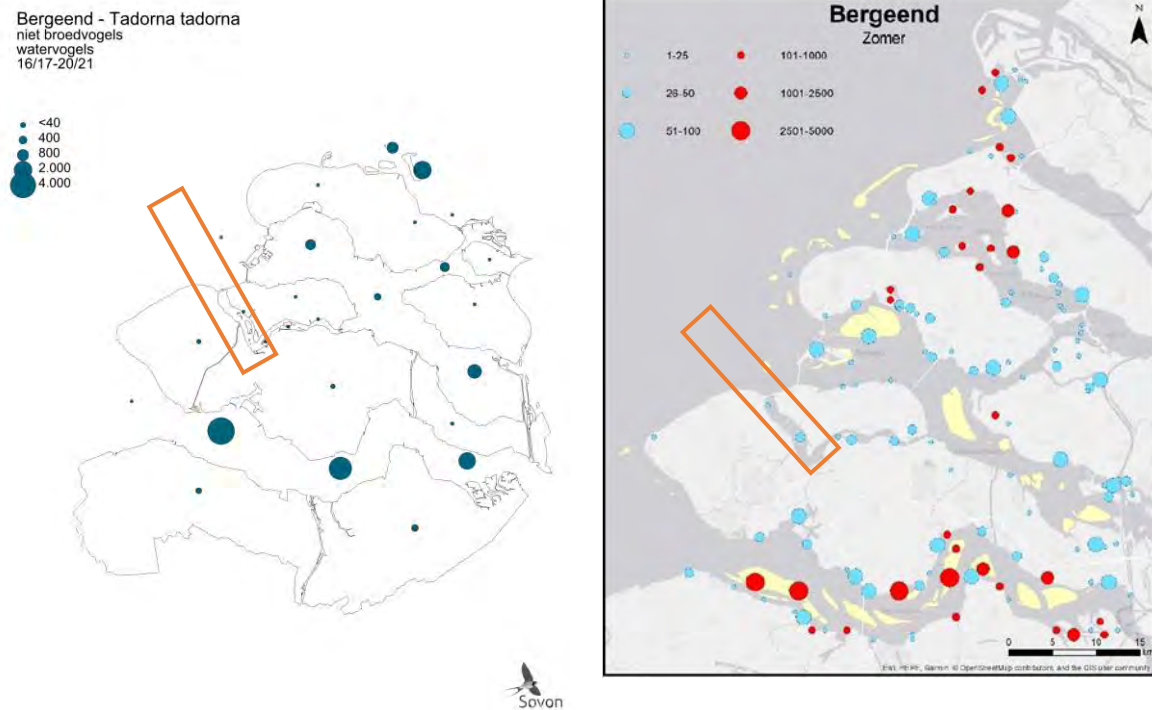 Bergeend - Tadorna tadorna
niet broedvogels
watervogels
16/17-20/21
<40
400
800
2.000
4.000
Sovon
Bergeend
Zomer
N
1-25
101-1000
26-50
1001-2500
51-100
2501-5000
0 5 10 15
km
Esri, HERE, Garmin, © OpenStreetMap contributors, and the GIS user community